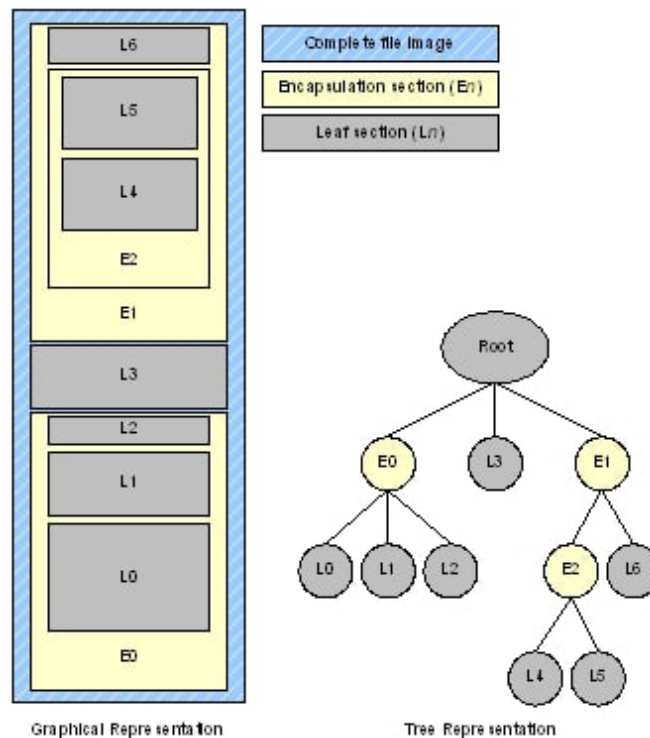 L6
L5
L4
E2
E1
L3
L2
L1
L0
E0
Graphical Representation
Complete file image
Encapsulation section (En)
Leaf section (Ln)
Root
E0 L3 E1
L0 L1 L2 E2 L6
L4 L5
Tree Representation